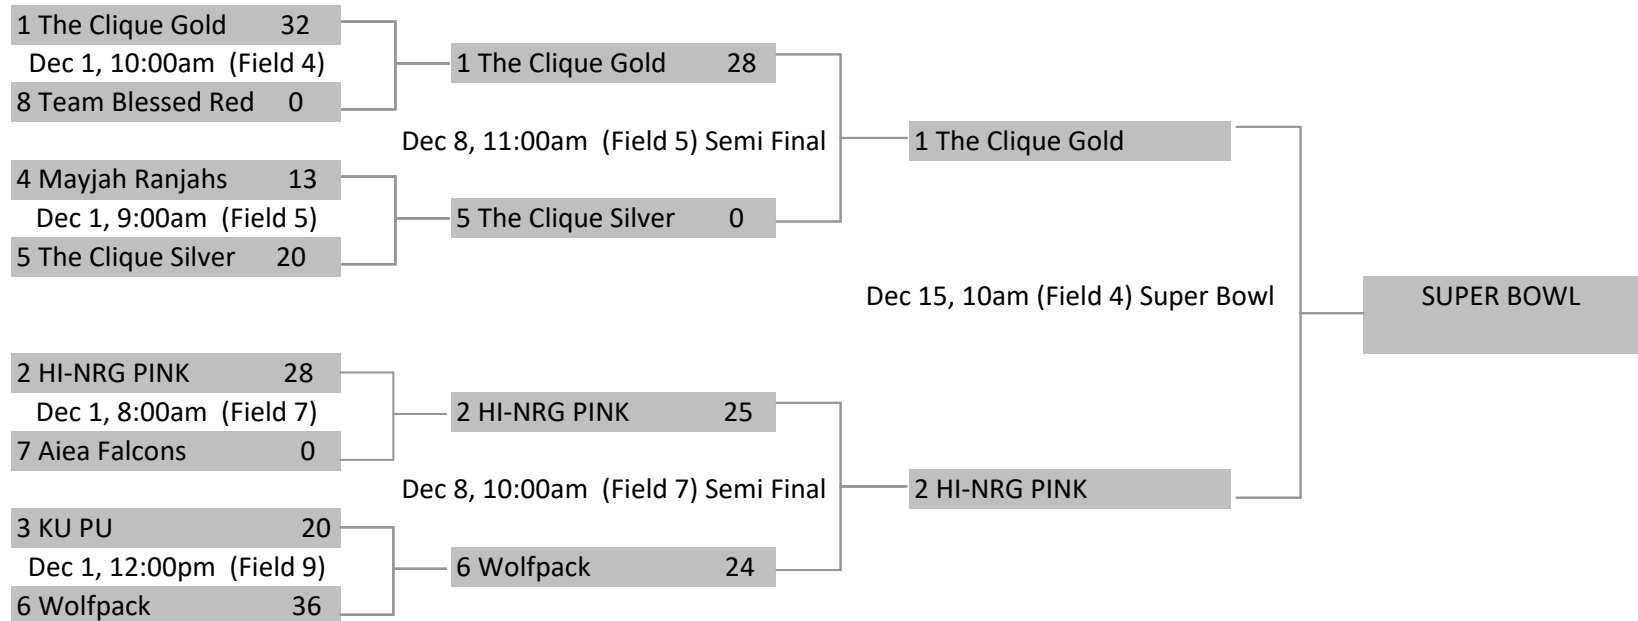 1 The Clique Gold 32
Dec 1, 10:00am (Field 4)
8 Team Blessed Red 0
4 Mayjah Ranjahs 13
Dec 1, 9:00am (Field 5)
5 The Clique Silver 20
2 HI-NRG PINK 28
Dec 1, 8:00am (Field 7)
7 Aiea Falcons 0
3 KU PU 20
Dec 1, 12:00pm (Field 9)
6 Wolfpack 36
1 The Clique Gold 28
Dec 8, 11:00am (Field 5) Semi Final
5 The Clique Silver 0
2 HI-NRG PINK 25
Dec 8, 10:00am (Field 7) Semi Final
6 Wolfpack 24
1 The Clique Gold
Dec 15, 10am (Field 4) Super Bowl
2 HI-NRG PINK
SUPER BOWL